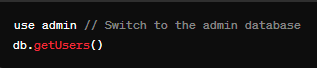 use admin // Switch to the admin database
db.getUsers()